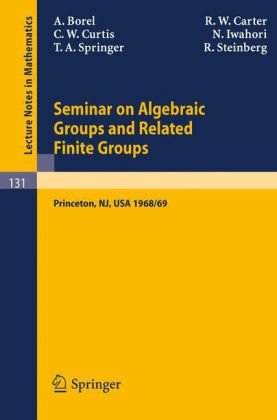 A. Borel R. W. Carter
C. W. Curtis N. Iwahori
T. A. Springer R. Steinberg
Lecture Notes in Mathematics
Seminar on Algebraic
Groups and Related
Finite Groups
131
Princeton, NJ, USA 1968/69
Springer